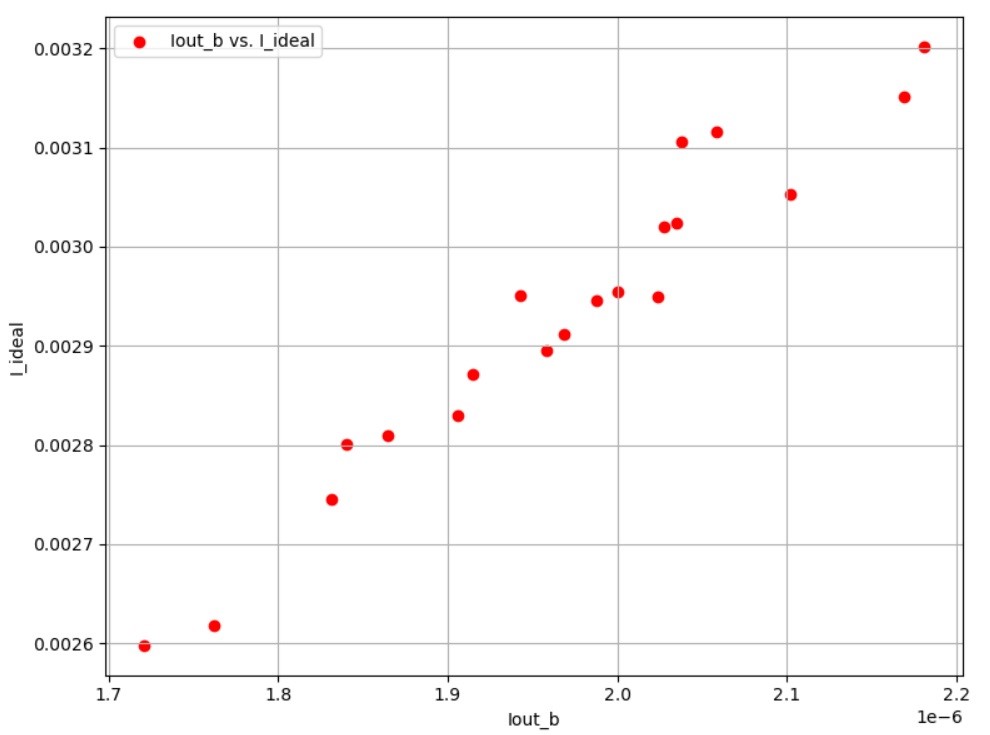 Iout_b vs. I_ideal
0.0032
0.0031
0.0030
0.0029
0.0028
0.0027
0.0026
I_ideal
1.7 1.8 1.9 2.0 2.1 2.2
1e−6
Iout_b